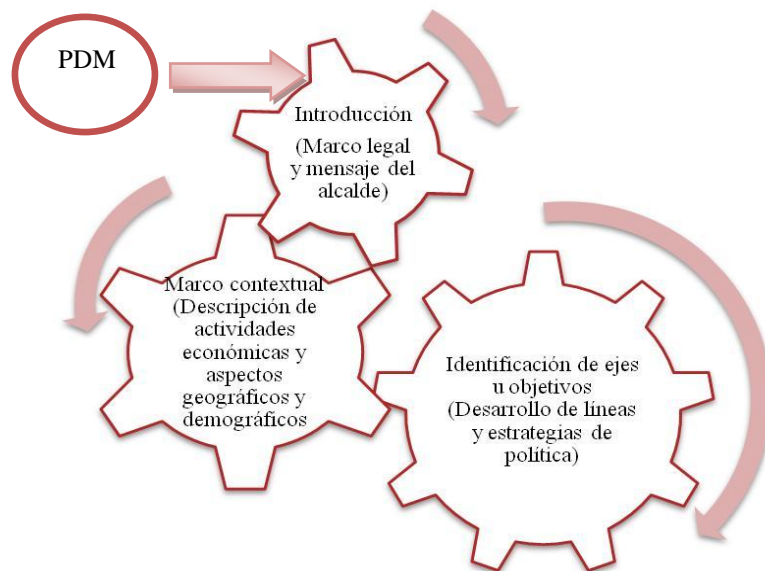 PDM
Introducción
(Marco legal
y mensaje del
alcalde)
Marco contextual
(Descripción de
actividades
económicas y
aspectos
geográficos y
demográficos
Identificación de ejes
u objetivos
(Desarrollo de líneas
y estrategias de
política)